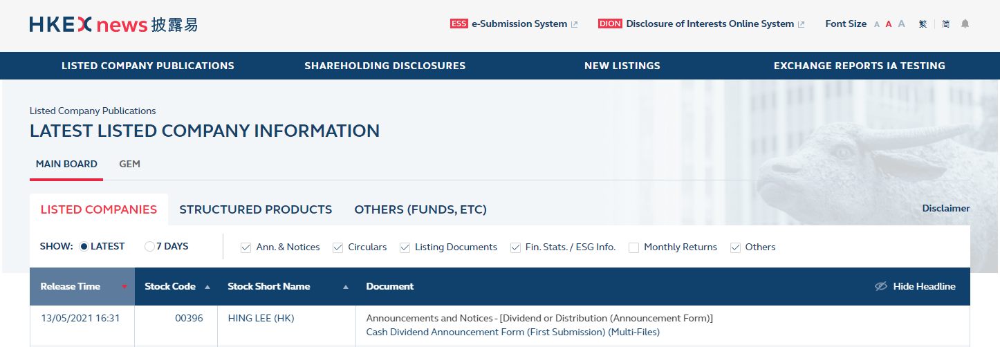 HKEX news 披露易
ESS e-Submission System
DION Disclosure of Interests Online System
Font Size A A A 繁 简
LISTED COMPANY PUBLICATIONS
SHAREHOLDING DISCLOSURES
NEW LISTINGS
EXCHANGE REPORTS IA TESTING
Listed Company Publications
LATEST LISTED COMPANY INFORMATION
MAIN BOARD
GEM
LISTED COMPANIES
STRUCTURED PRODUCTS
OTHERS (FUNDS, ETC)
Disclaimer
SHOW: LATEST 7 DAYS
Ann. & Notices
Circulars
Listing Documents
Fin. Stats. / ESG Info.
Monthly Returns
Others
Release Time
Stock Code
Stock Short Name
Document
Hide Headline
13/05/2021 16:31
00396
HING LEE (HK)
Announcements and Notices - [Dividend or Distribution (Announcement Form)]
Cash Dividend Announcement Form (First Submission) (Multi-Files)